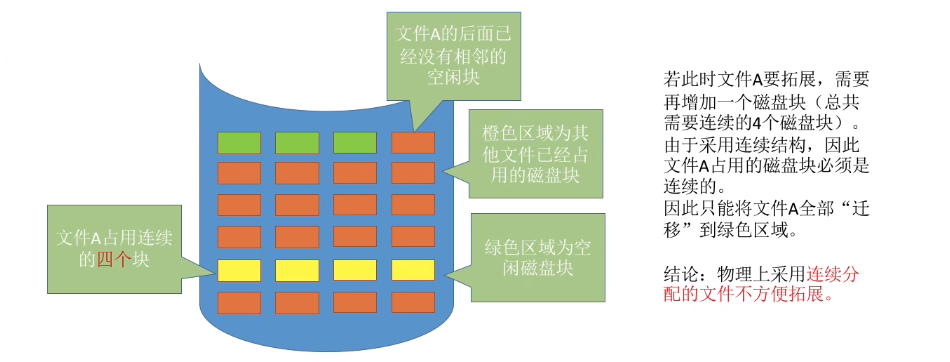 文件A的后面已
经没有相邻的
空闲块
橙色区域为其
他文件已经占
用的磁盘块
文件A占用连续
的四个块
绿色区域为空
闲磁盘块
若此时文件A要拓展，需要
再增加一个磁盘块（总共
需要连续的4个磁盘块）。
由于采用连续结构，因此
文件A占用的磁盘块必须是
连续的。
因此只能将文件A全部“迁
移”到绿色区域。
结论：物理上采用连续分
配的文件不方便拓展。